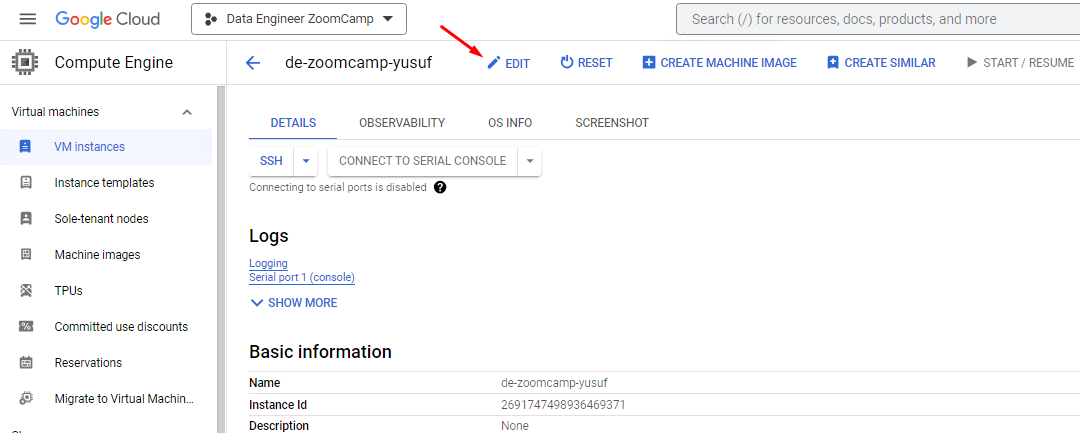 Google Cloud
Data Engineer ZoomCamp
Search (/) for resources, docs, products, and more
Compute Engine
de-zoomcamp-yusuf
EDIT
RESET
CREATE MACHINE IMAGE
CREATE SIMILAR
START / RESUME
Virtual machines
VM instances
Instance templates
Sole-tenant nodes
Machine images
TPUs
Committed use discounts
Reservations
Migrate to Virtual Machin...
DETAILS
OBSERVABILITY
OS INFO
SCREENSHOT
SSH
CONNECT TO SERIAL CONSOLE
Connecting to serial ports is disabled ?
Logs
Logging
Serial port 1 (console)
SHOW MORE
Basic information
Name de-zoomcamp-yusuf
Instance Id 2691747498936469371
Description None